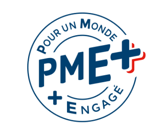 POUR UN MONDE
PME+
+ ENGAGÉ